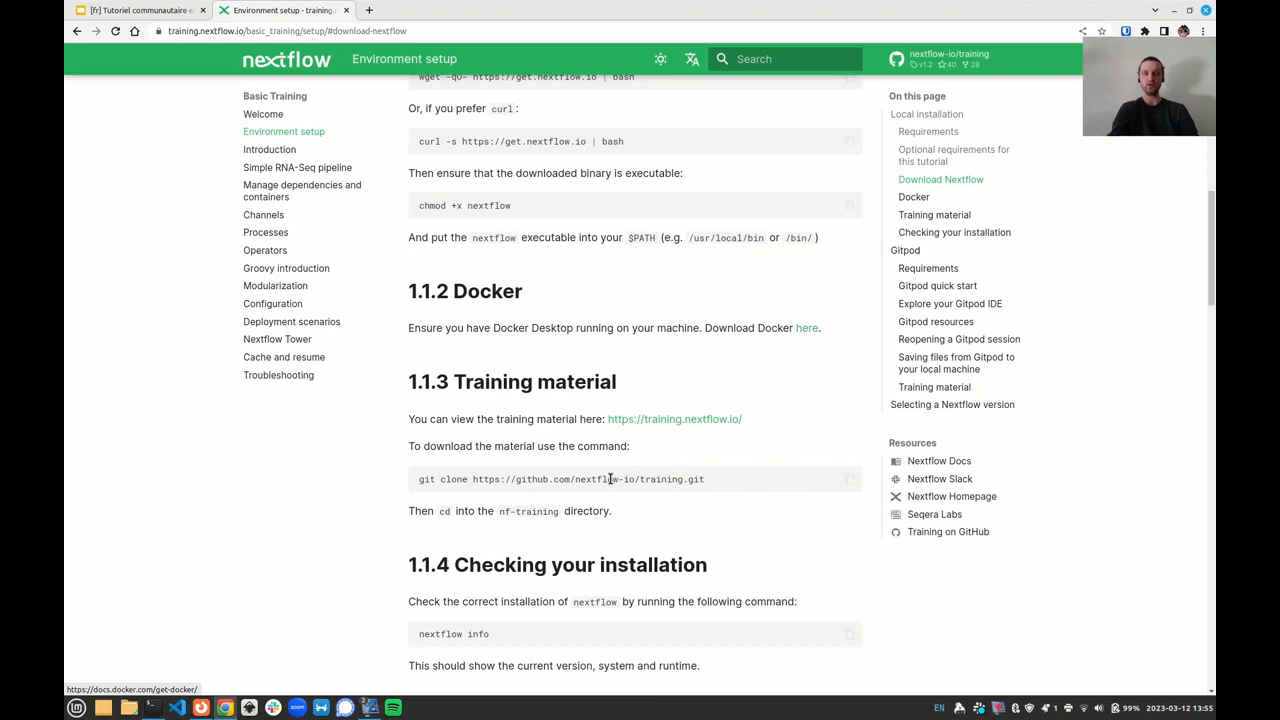 [fr] Tutoriel communautaire e
Environment setup - training.n
training.nextflow.io/basic_training/setup/#download-nextflow
nextflow
Environment setup
Search
nextflow-io/training
v1.2 40 28
Basic Training
Welcome
Environment setup
Introduction
Simple RNA-Seq pipeline
Manage dependencies and
containers
Channels
Processes
Operators
Groovy introduction
Modularization
Configuration
Deployment scenarios
Nextflow Tower
Cache and resume
Troubleshooting
wget -qO- https://get.nextflow.io | bash
Or, if you prefer curl:
curl -s https://get.nextflow.io | bash
Then ensure that the downloaded binary is executable:
chmod +x nextflow
And put the nextflow executable into your $PATH (e.g. /usr/local/bin or /bin/ )
1.1.2 Docker
Ensure you have Docker Desktop running on your machine. Download Docker here.
1.1.3 Training material
You can view the training material here: https://training.nextflow.io/
To download the material use the command:
git clone https://github.com/nextflow-io/training.git
Then cd into the nf-training directory.
1.1.4 Checking your installation
Check the correct installation of nextflow by running the following command:
nextflow info
This should show the current version, system and runtime.
On this page
Local installation
Requirements
Optional requirements for
this tutorial
Download Nextflow
Docker
Training material
Checking your installation
Gitpod
Requirements
Gitpod quick start
Explore your Gitpod IDE
Gitpod resources
Reopening a Gitpod session
Saving files from Gitpod to
your local machine
Training material
Selecting a Nextflow version
Resources
Nextflow Docs
Nextflow Slack
Nextflow Homepage
Seqera Labs
Training on GitHub
https://docs.docker.com/get-docker/
zoom
EN
1
99%
2023-03-12 13:55